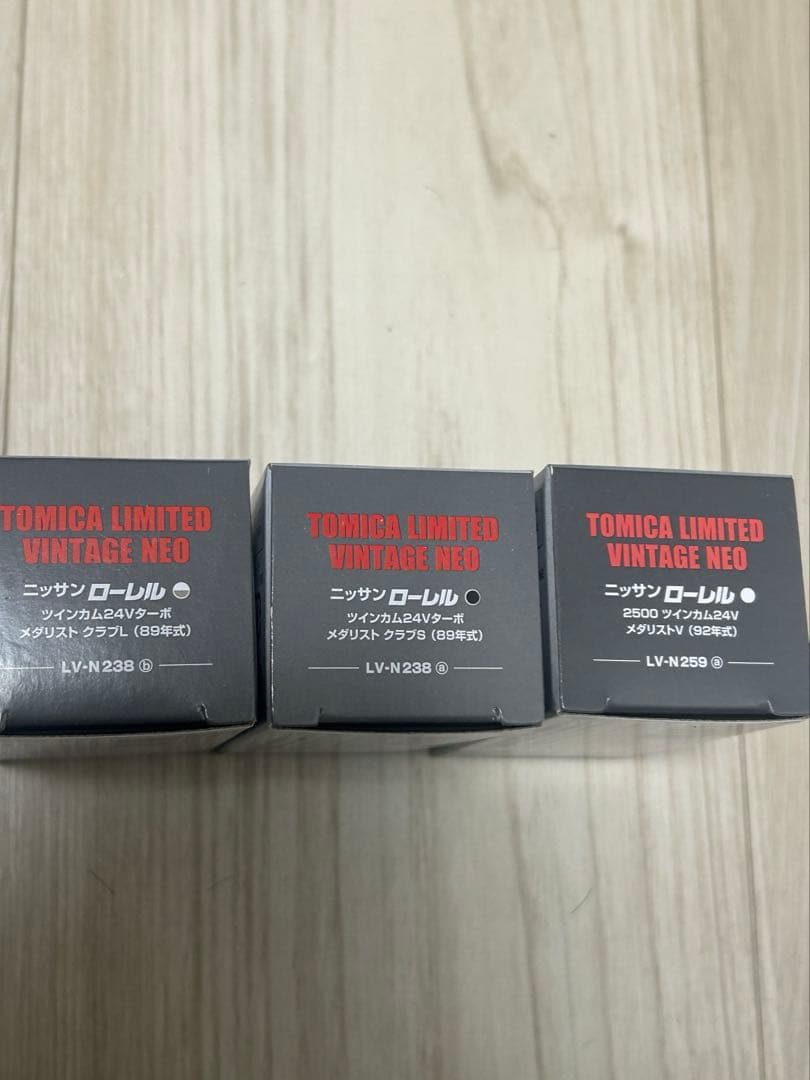 TOMICA LIMITED
VINTAGE NEO
ニッサン ローレル
ツインカム24Vターボ
メダリスト クラブL（89年式）
LV-N238 ⓑ
TOMICA LIMITED
VINTAGE NEO
ニッサン ローレル
ツインカム24Vターボ
メダリスト クラブS（89年式）
LV-N238 ⓐ
TOMICA LIMITED
VINTAGE NEO
ニッサン ローレル
2500 ツインカム24V
メダリストV（92年式）
LV-N259 ⓐ